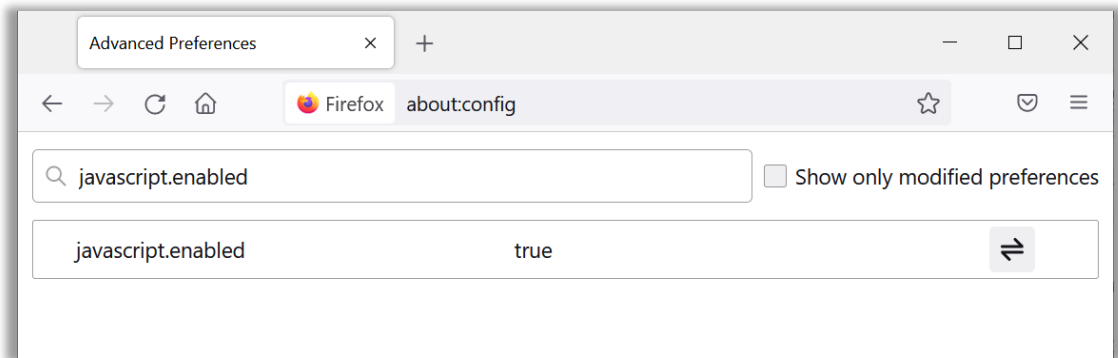 Advanced Preferences
Firefox about:config
javascript.enabled Show only modified preferences
javascript.enabled true